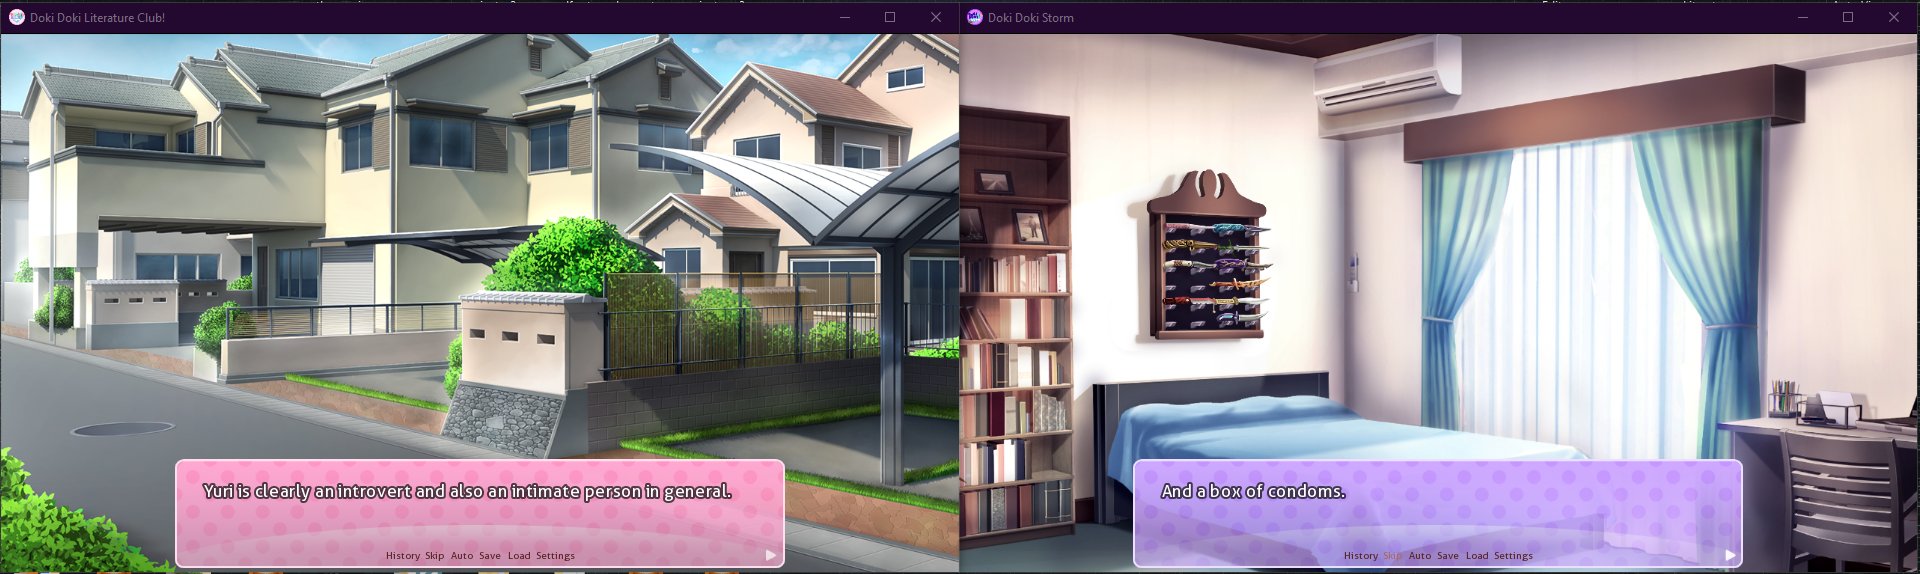 Doki Doki Literature Club!
Yuri is clearly an introvert and also an intimate person in general.
History Skip Auto Save Load Settings
Doki Doki Storm
And a box of condoms.
History Skip Auto Save Load Settings